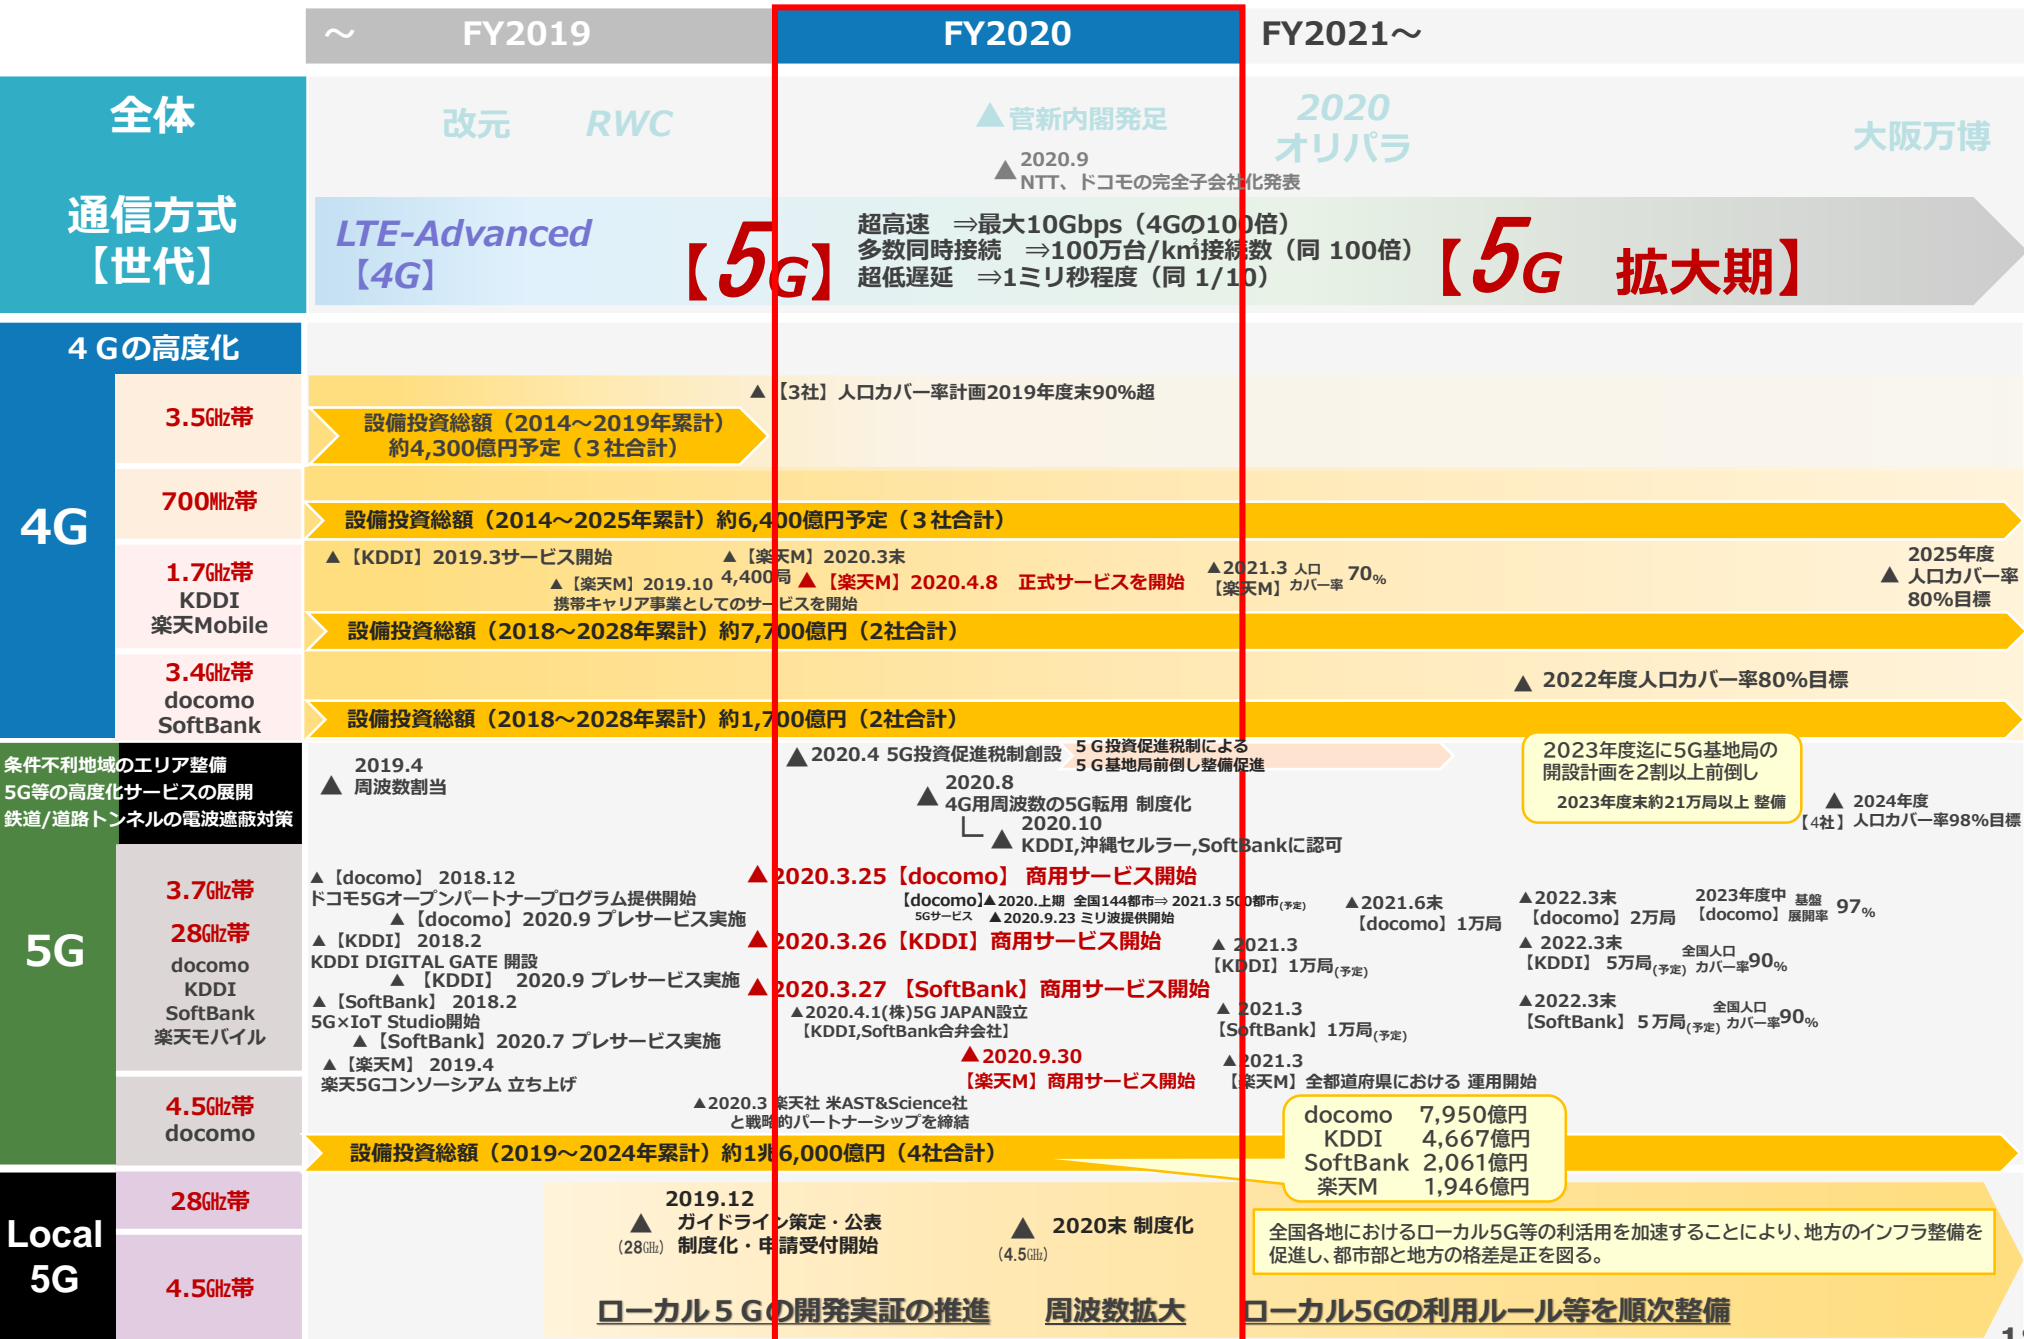 ～ FY2019 FY2020 FY2021～
全体
通信方式
【世代】
改元 RWC
▲菅新内閣発足
2020
オリパラ
大阪万博
▲ 2020.9
NTT、ドコモの完全子会社化発表
LTE-Advanced
【4G】
【5G】
超高速 ⇒最大10Gbps（4Gの100倍）
多数同時接続 ⇒100万台/k㎡接続数（同 100倍）
超低遅延 ⇒1ミリ秒程度（同 1/10）
【5G 拡大期】
４Ｇの高度化
4G
3.5㎓帯
▲ 【3社】人口カバー率計画2019年度末90%超
設備投資総額（2014～2019年累計）
約4,300億円予定（３社合計）
700㎒帯
設備投資総額（2014～2025年累計）約6,400億円予定（３社合計）
1.7㎓帯
KDDI
楽天Mobile
▲【KDDI】2019.3サービス開始
▲【楽天M】2019.10
携帯キャリア事業としてのサービスを開始
▲【楽天M】2020.3末
4,400局
▲【楽天M】2020.4.8 正式サービスを開始
▲2021.3 人口カバー率 70%
【楽天M】
▲ 2025年度
人口カバー率
80%目標
設備投資総額（2018～2028年累計）約7,700億円（2社合計）
3.4㎓帯
docomo
SoftBank
▲ 2022年度人口カバー率80%目標
設備投資総額（2018～2028年累計）約1,700億円（2社合計）
条件不利地域のエリア整備
5G等の高度化サービスの展開
鉄道/道路トンネルの電波遮蔽対策
▲ 2019.4
周波数割当
▲2020.4 5G投資促進税制創設
５Ｇ投資促進税制による
５Ｇ基地局前倒し整備促進
▲ 2020.8
4G用周波数の5G転用 制度化
▲ 2020.10
KDDI,沖縄セルラー,SoftBankに認可
2023年度迄に5G基地局の
開設計画を2割以上前倒し
2023年度末約21万局以上 整備
▲ 2024年度
【4社】人口カバー率98%目標
5G
3.7㎓帯
28㎓帯
docomo
KDDI
SoftBank
楽天モバイル
▲【docomo】2018.12
ドコモ5Gオープンパートナープログラム提供開始
▲【docomo】2020.9 プレサービス実施
▲【KDDI】2018.2
KDDI DIGITAL GATE 開設
▲【KDDI】 2020.9 プレサービス実施
▲【SoftBank】2018.2
5G×IoT Studio開始
▲【SoftBank】2020.7 プレサービス実施
▲【楽天M】2019.4
楽天5Gコンソーシアム 立ち上げ
▲2020.3.25【docomo】商用サービス開始
【docomo】▲2020.上期 全国144都市⇒ 2021.3 500都市(予定)
5Gサービス ▲2020.9.23 ミリ波提供開始
▲2020.3.26【KDDI】商用サービス開始
▲2020.3.27 【SoftBank】商用サービス開始
▲2020.4.1(株)5G JAPAN設立
【KDDI,SoftBank合弁会社】
▲2020.9.30
【楽天M】商用サービス開始
▲2020.3 楽天社 米AST&Science社
と戦略的パートナーシップを締結
▲2021.6末
【docomo】1万局
▲2022.3末
【docomo】2万局
2023年度中
【docomo】基盤展開率 97%
▲ 2021.3
【KDDI】1万局(予定)
▲ 2022.3末
【KDDI】 5万局(予定) 全国人口カバー率90%
▲ 2021.3
【SoftBank】1万局(予定)
▲2022.3末
【SoftBank】５万局(予定) 全国人口カバー率90%
▲2021.3
【楽天M】全都道府県における 運用開始
4.5㎓帯
docomo
設備投資総額（2019～2024年累計）約1兆6,000億円（4社合計）
docomo 7,950億円
KDDI 4,667億円
SoftBank 2,061億円
楽天M 1,946億円
Local
5G
28㎓帯
4.5㎓帯
2019.12
▲ ガイドライン策定・公表
(28㎓) 制度化・申請受付開始
▲ 2020末 制度化
(4.5㎓)
全国各地におけるローカル5G等の利活用を加速することにより、地方のインフラ整備を
促進し、都市部と地方の格差是正を図る。
ローカル５Ｇの開発実証の推進 周波数拡大 ローカル5Gの利用ルール等を順次整備